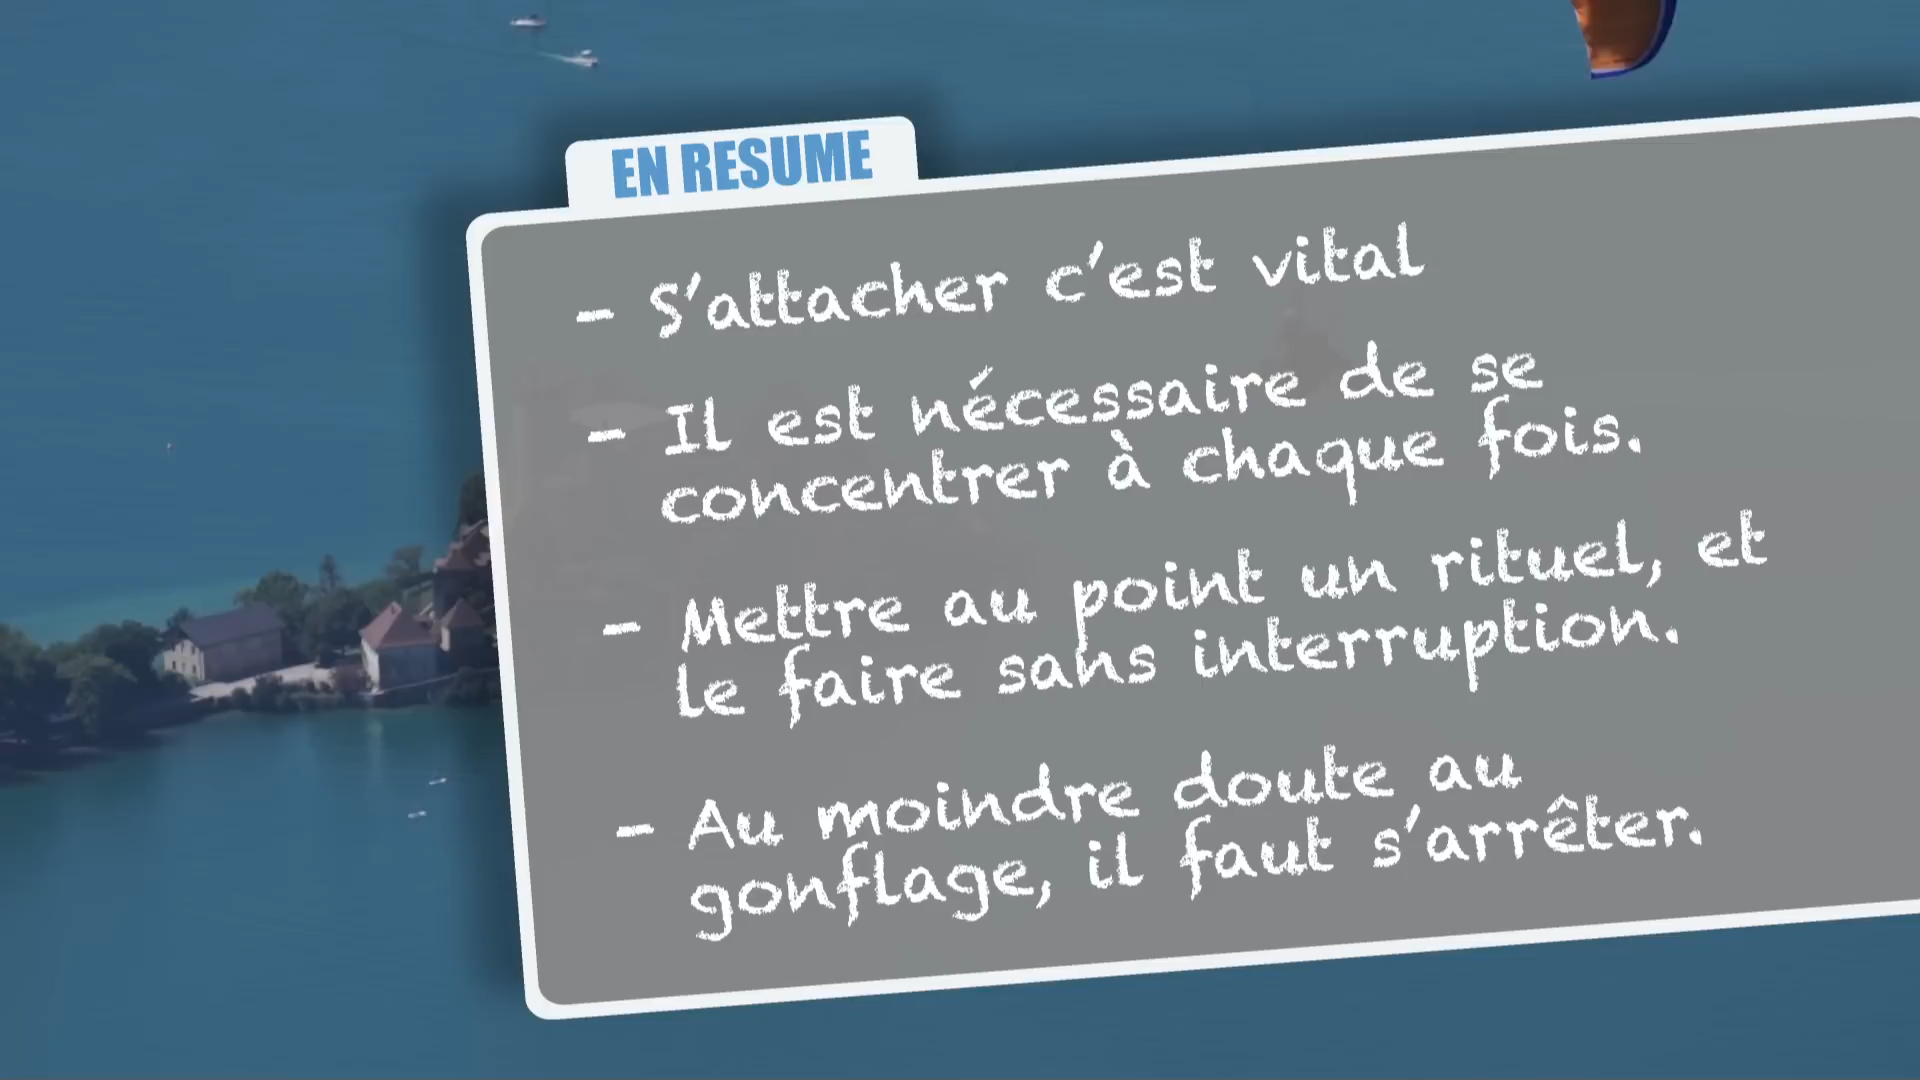 EN RESUME
- S'attacher c'est vital
- Il est nécessaire de se
concentrer à chaque fois.
- Mettre au point un rituel, et
le faire sans interruption.
- Au moindre doute au
gonflage, il faut s'arrêter.